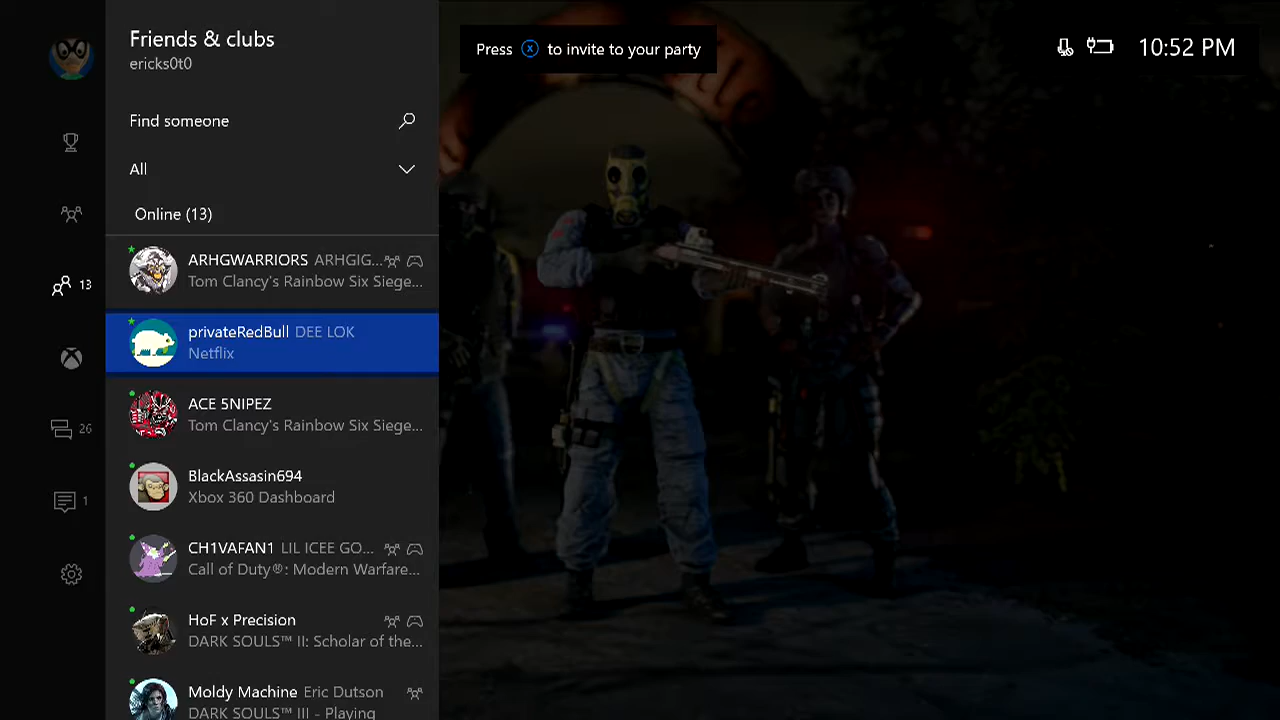 Friends & clubs
ericks0t0
Press X to invite to your party
10:52 PM
Find someone
All
Online (13)
13
26
1
ARHGWARRIORS ARHGIG...
Tom Clancy's Rainbow Six Siege...
privateRedBull DEE LOK
Netflix
ACE 5NIPEZ
Tom Clancy's Rainbow Six Siege...
BlackAssasin694
Xbox 360 Dashboard
CH1VAFAN1 LIL ICEE GO...
Call of Duty®: Modern Warfare...
HoF x Precision
DARK SOULS™ II: Scholar of the...
Moldy Machine Eric Dutson
DARK SOULS™ III - Playing